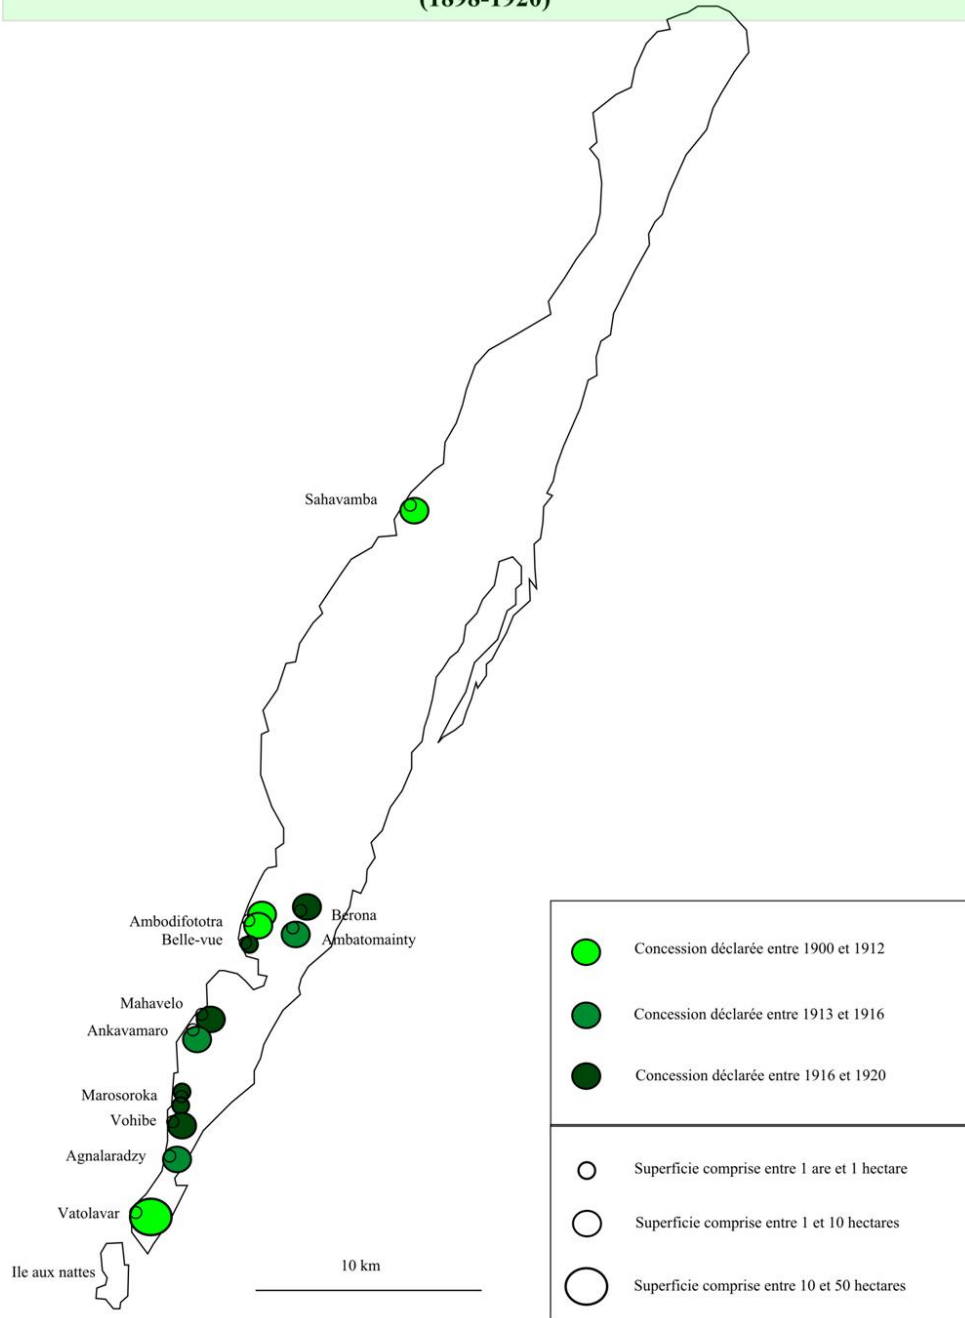 (1898-1920)
Sahavamba
Ambodifototra
Belle-vue
Berona
Ambatomainty
Mahavelo
Ankavamaro
Marosoroka
Vohibe
Agnalaradzy
Vatolavar
Ile aux nattes
10 km
Concession déclarée entre 1900 et 1912
Concession déclarée entre 1913 et 1916
Concession déclarée entre 1916 et 1920
Superficie comprise entre 1 are et 1 hectare
Superficie comprise entre 1 et 10 hectares
Superficie comprise entre 10 et 50 hectares